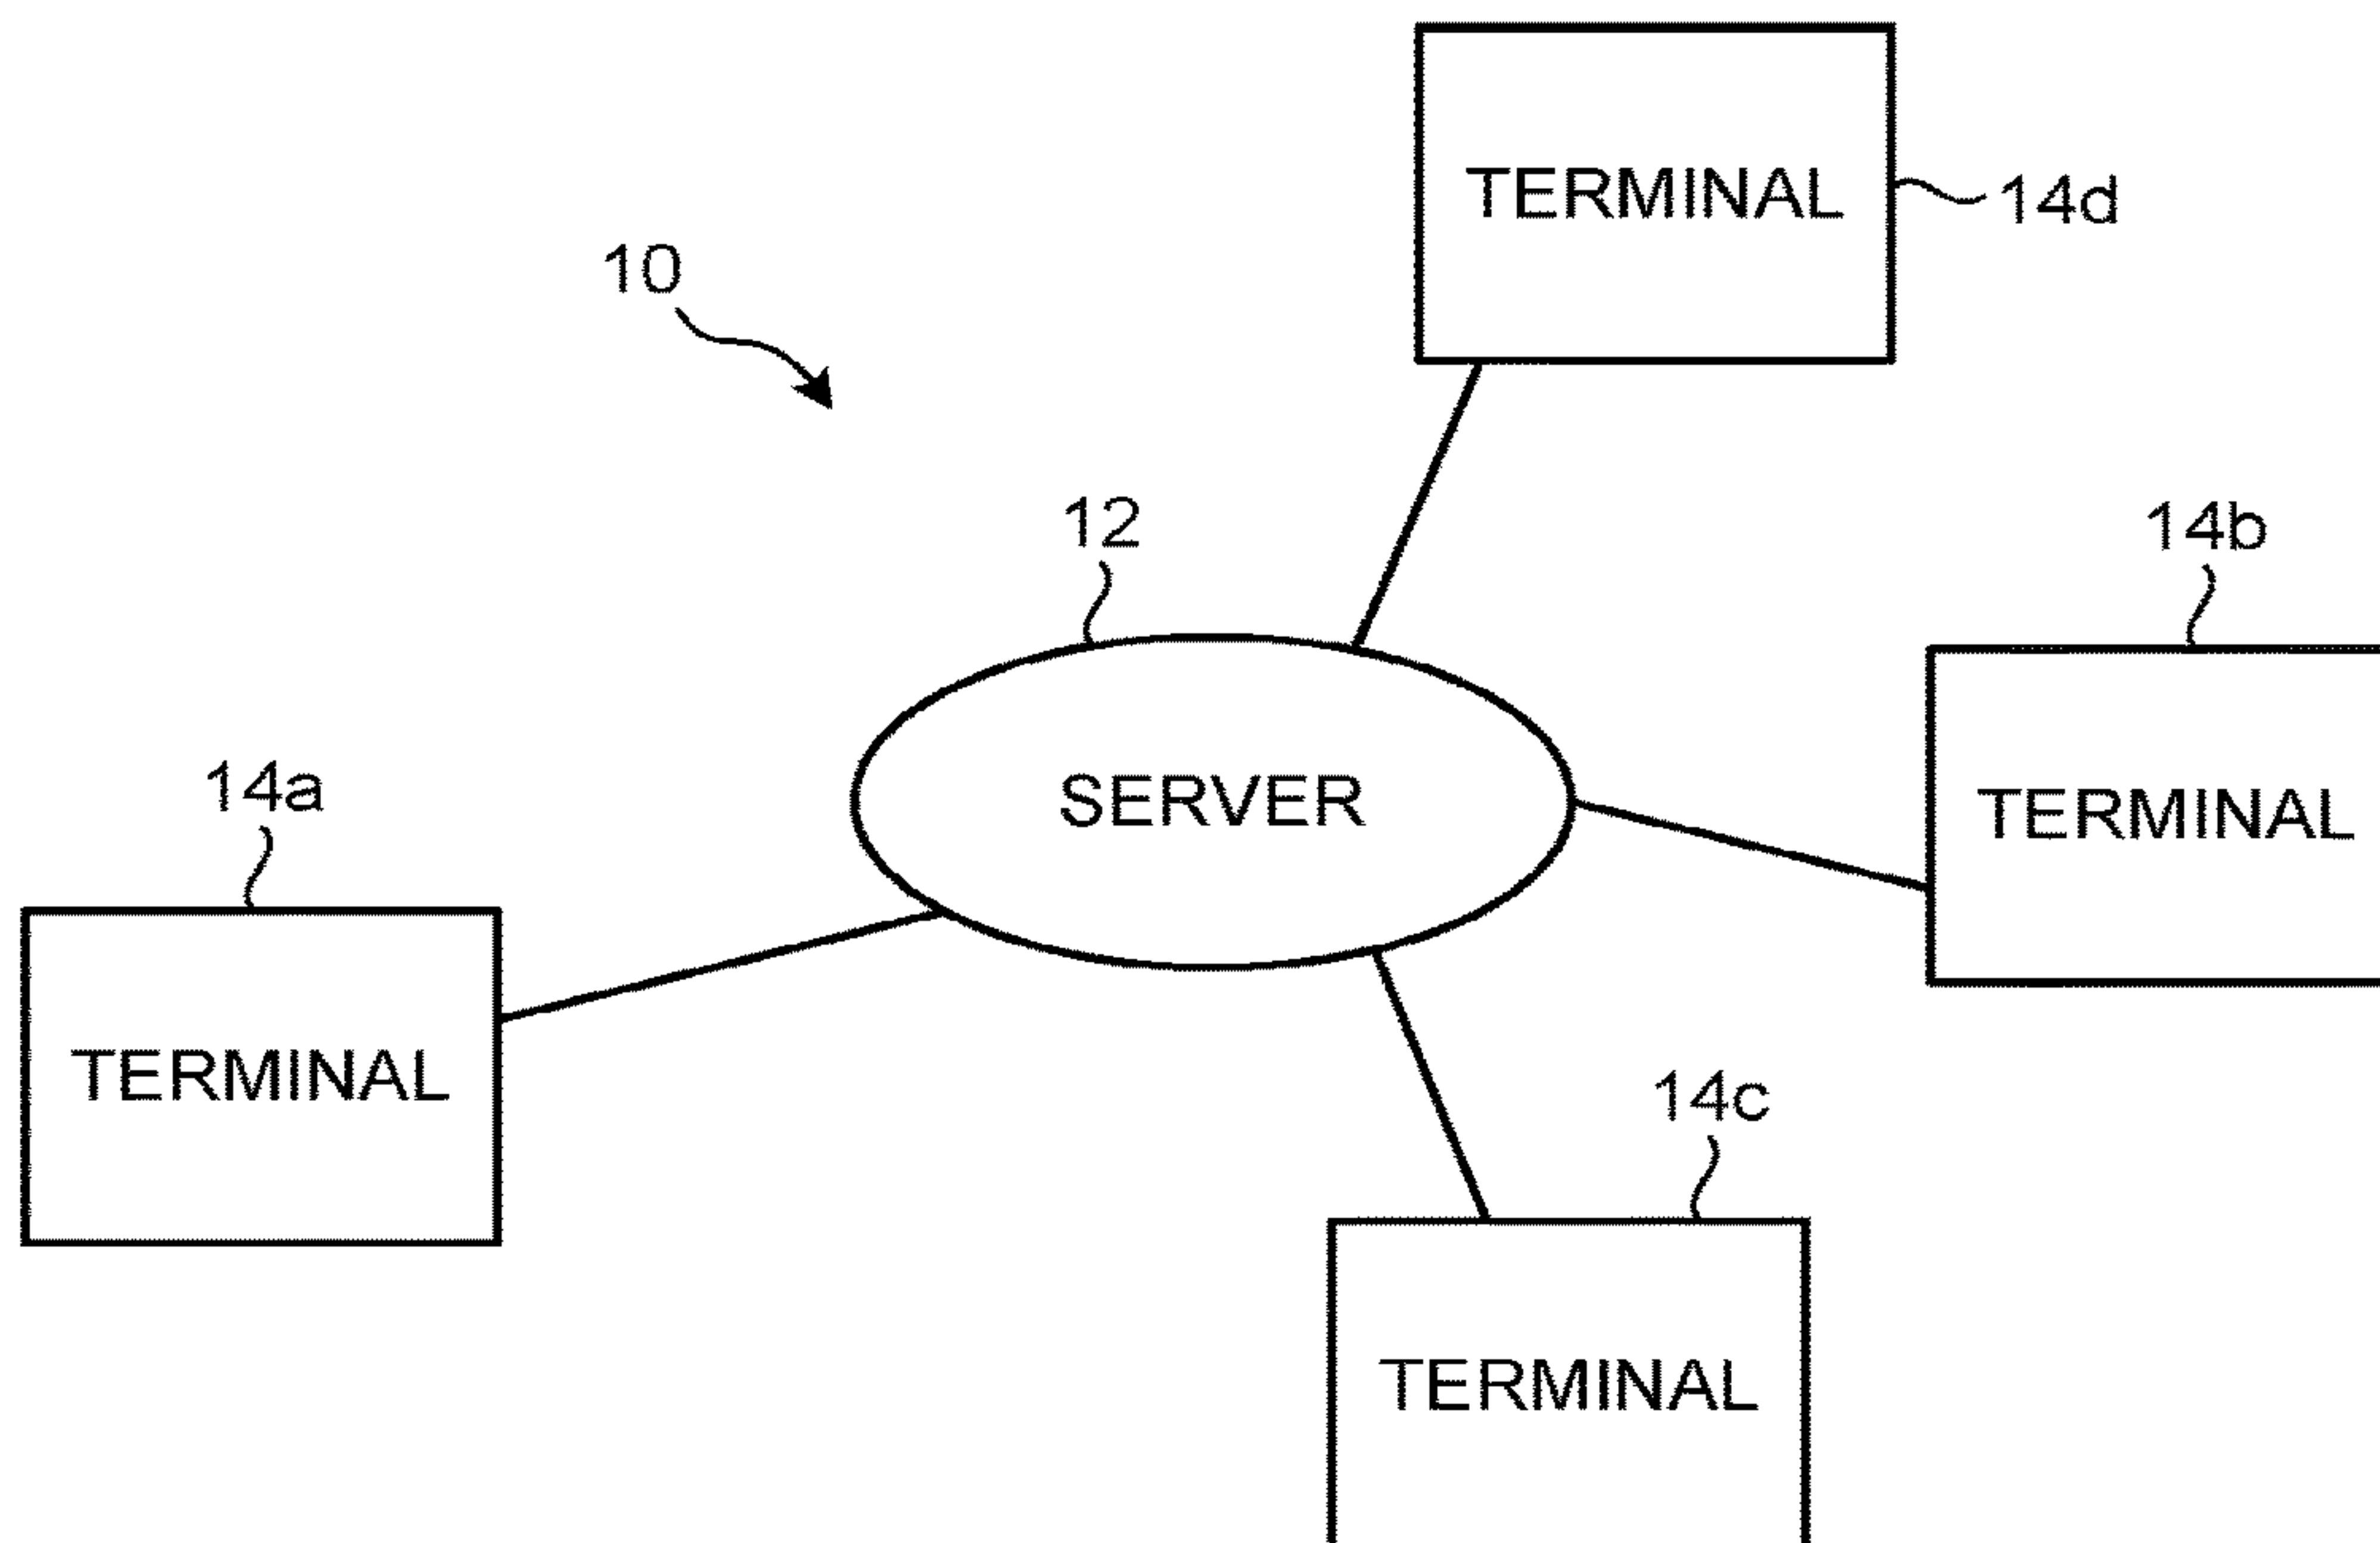 TERMINAL
14d
10
12
14b
SERVER
TERMINAL
14a
TERMINAL
14c
TERMINAL